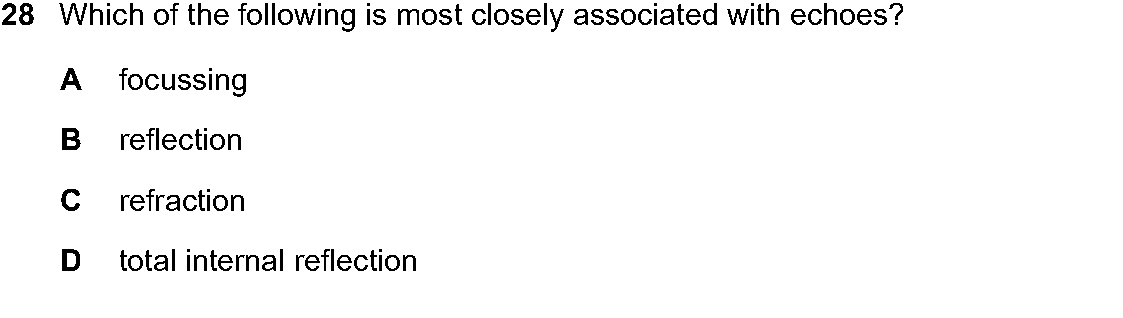 28 Which of the following is most closely associated with echoes?
A focussing
B reflection
C refraction
D total internal reflection